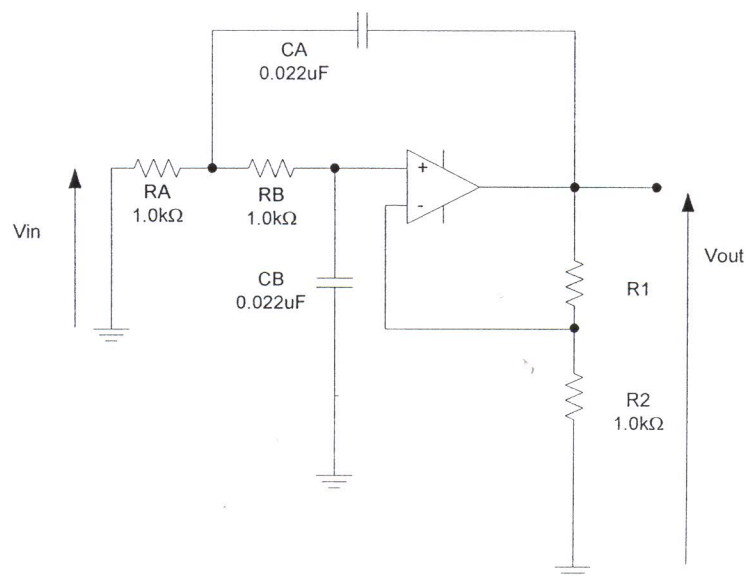 CA
0.022uF
+
-
RA
1.0kΩ
RB
1.0kΩ
Vin
CB
0.022uF
Vout
R1
R2
1.0kΩ